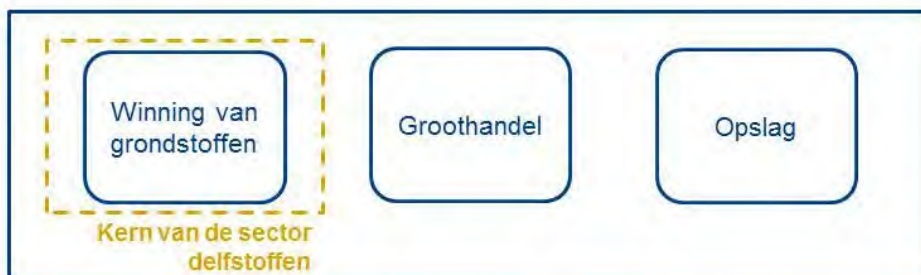 Winning van
grondstoffen
Groothandel
Opslag
Kern van de sector
delfstoffen